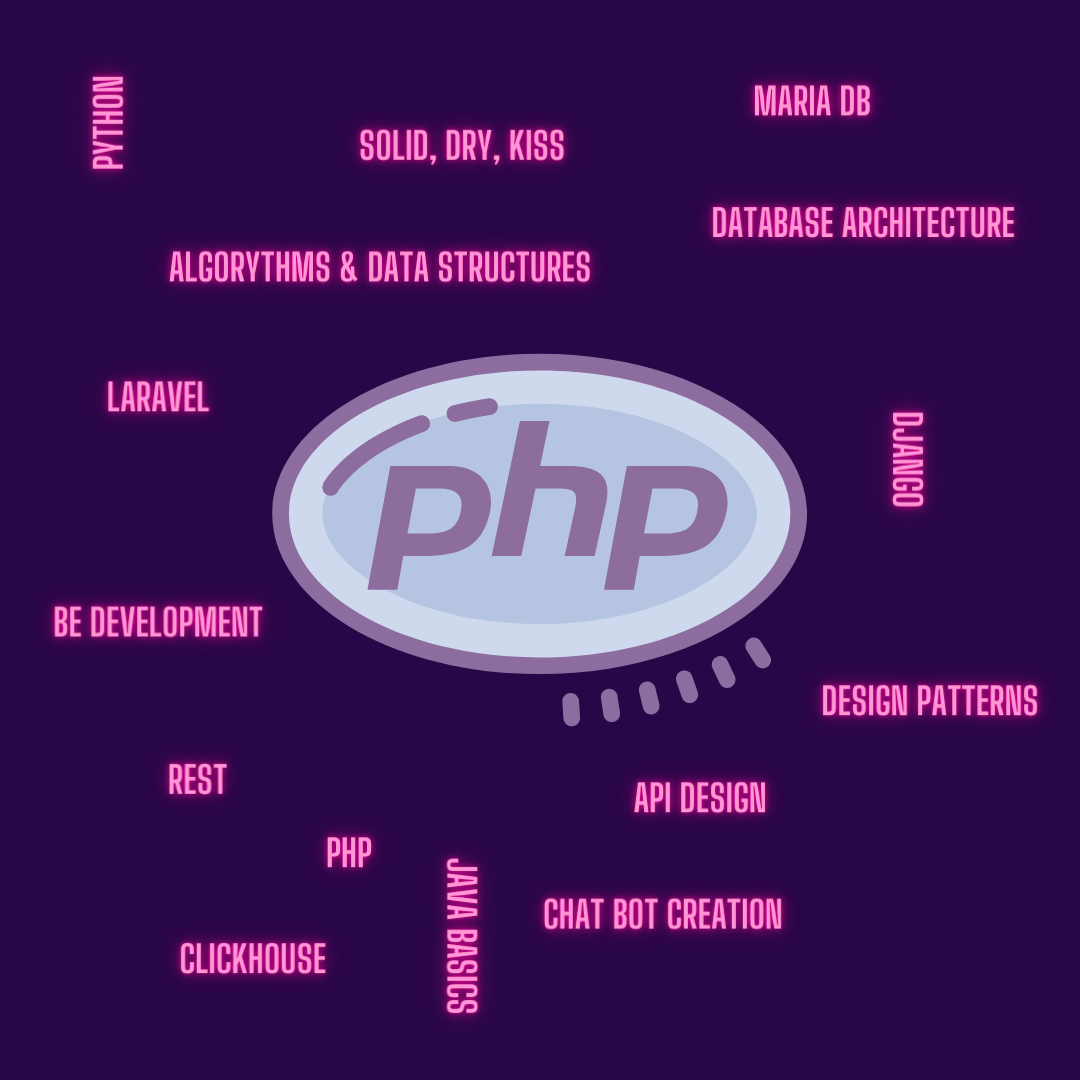 PYTHON
MARIA DB
SOLID, DRY, KISS
DATABASE ARCHITECTURE
ALGORYTHMS & DATA STRUCTURES
LARAVEL
DJANGO
php
BE DEVELOPMENT
DESIGN PATTERNS
REST
API DESIGN
PHP
JAVA BASICS
CHAT BOT CREATION
CLICKHOUSE